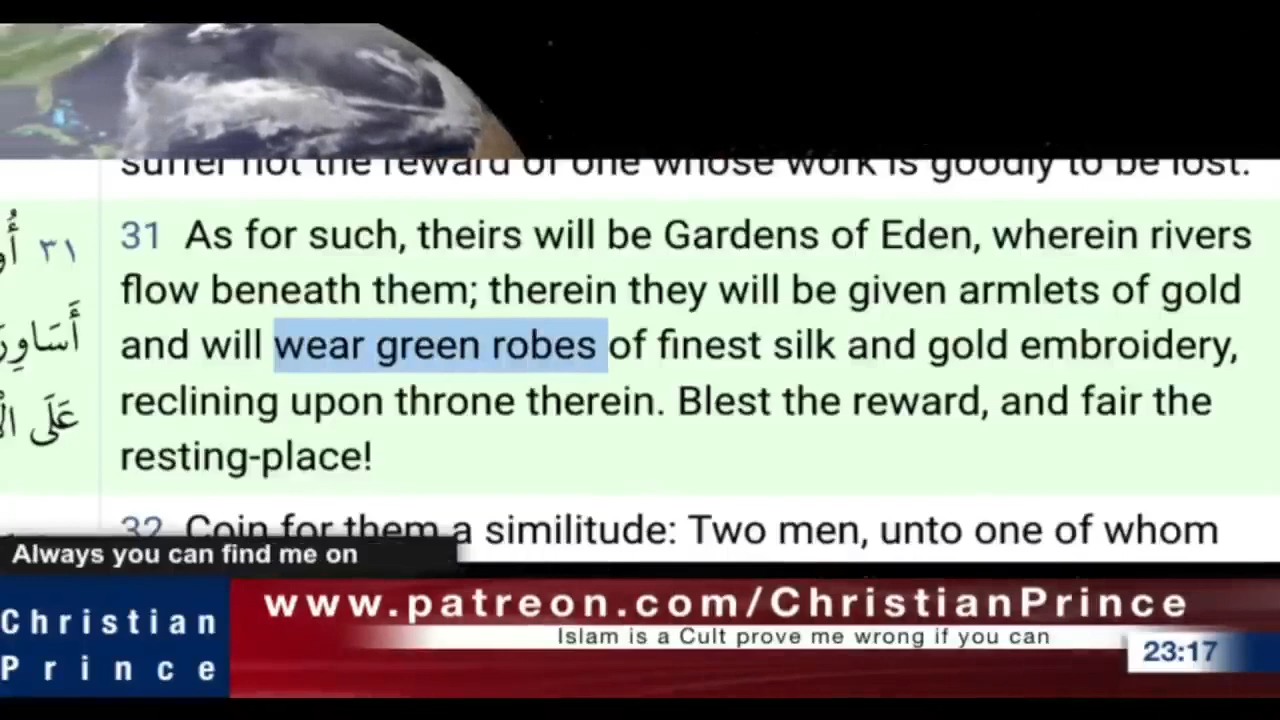 suffer not the reward of one whose work is goodly to be lost.
31 As for such, theirs will be Gardens of Eden, wherein rivers
flow beneath them; therein they will be given armlets of gold
and will wear green robes of finest silk and gold embroidery,
reclining upon throne therein. Blest the reward, and fair the
resting-place!
٣١ أُو
أَسَاوِرَ
عَلَى الْ
32 Coin for them a similitude: Two men, unto one of whom
Always you can find me on
Christian
Prince
www.patreon.com/ChristianPrince
Islam is a Cult prove me wrong if you can
23:17